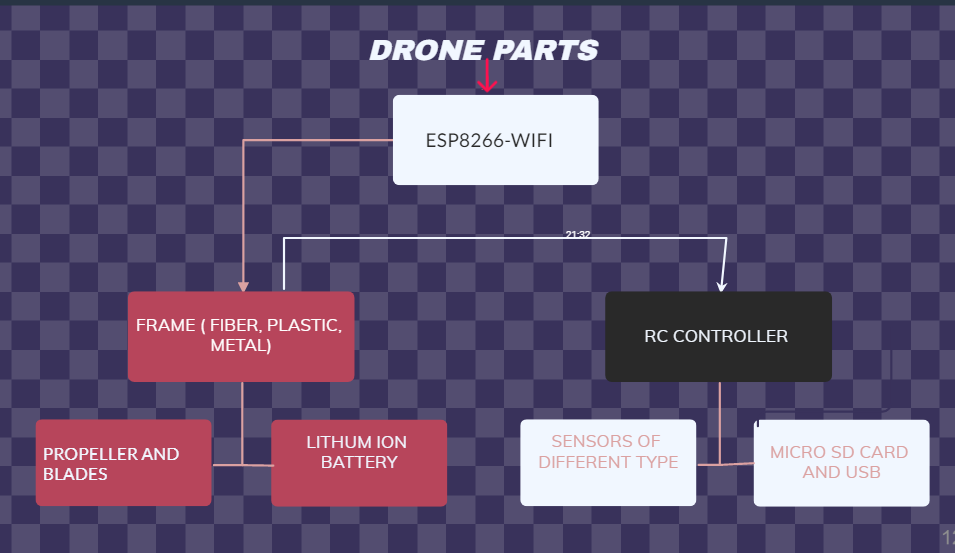 DRONE PARTS
ESP8266-WIFI
21:32
FRAME ( FIBER, PLASTIC,
METAL)
RC CONTROLLER
PROPELLER AND
BLADES
LITHUM ION
BATTERY
SENSORS OF
DIFFERENT TYPE
MICRO SD CARD
AND USB